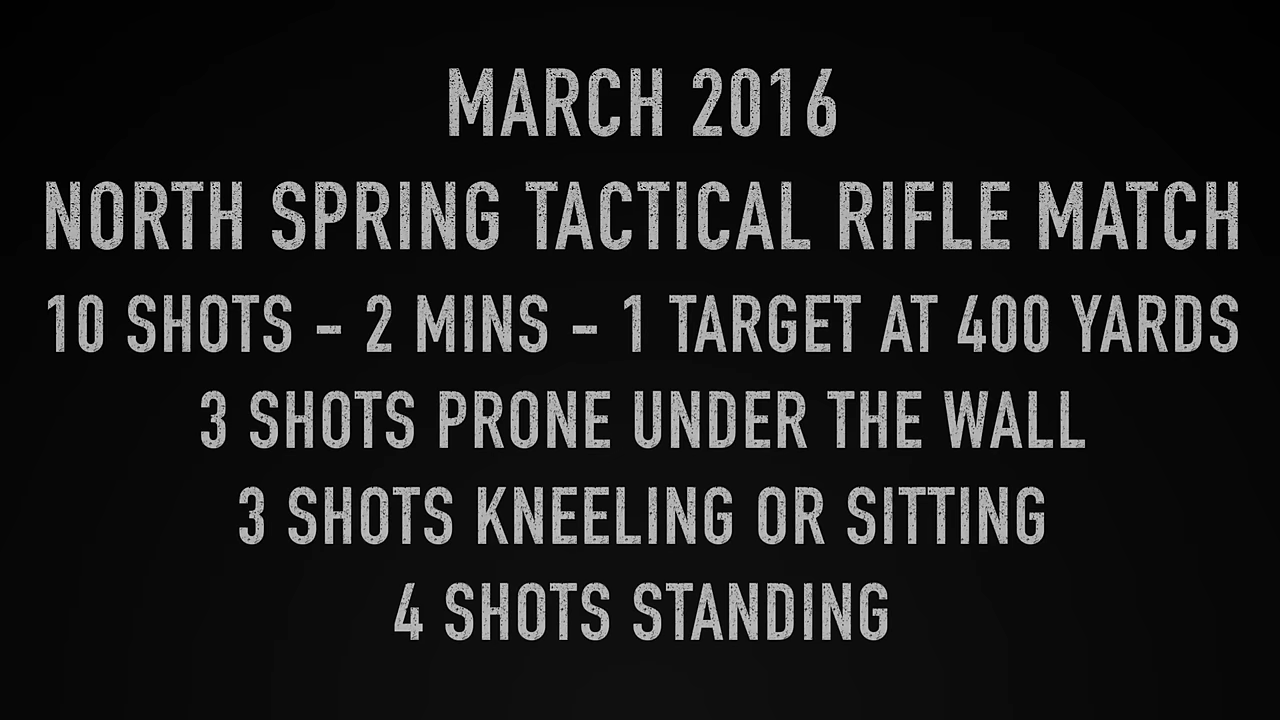 MARCH 2016
NORTH SPRING TACTICAL RIFLE MATCH
10 SHOTS - 2 MINS - 1 TARGET AT 400 YARDS
3 SHOTS PRONE UNDER THE WALL
3 SHOTS KNEELING OR SITTING
4 SHOTS STANDING